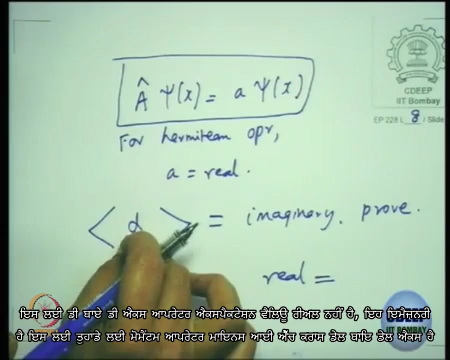 Â Ψ(x) = a Ψ(x)
CDEEP
IIT Bombay
EP 228 L / Slide 8
For hermitean opr,
a = real.
< d > = imaginary. prove.
real =
ਇਸ ਲਈ ਡੀ ਬਾਏ ਡੀ ਐਕਸ ਆਪਰੇਟਰ ਐਕਸਪੈਕਟੇਸ਼ਨ ਵੈਲਿਊ ਰੀਅਲ ਨਹੀਂ ਹੈ, ਇਹ ਇਮੇਜਨਰੀ
ਹੈ ਇਸ ਲਈ ਤੁਹਾਡੇ ਲਈ ਮੋਮੈਂਟਮ ਆਪਰੇਟਰ ਮਾਇਨਸ ਆਈ ਐੱਚ ਕਰਾਸ ਡੇਲ ਬਾਇ ਡੇਲ ਐਕਸ ਹੈ